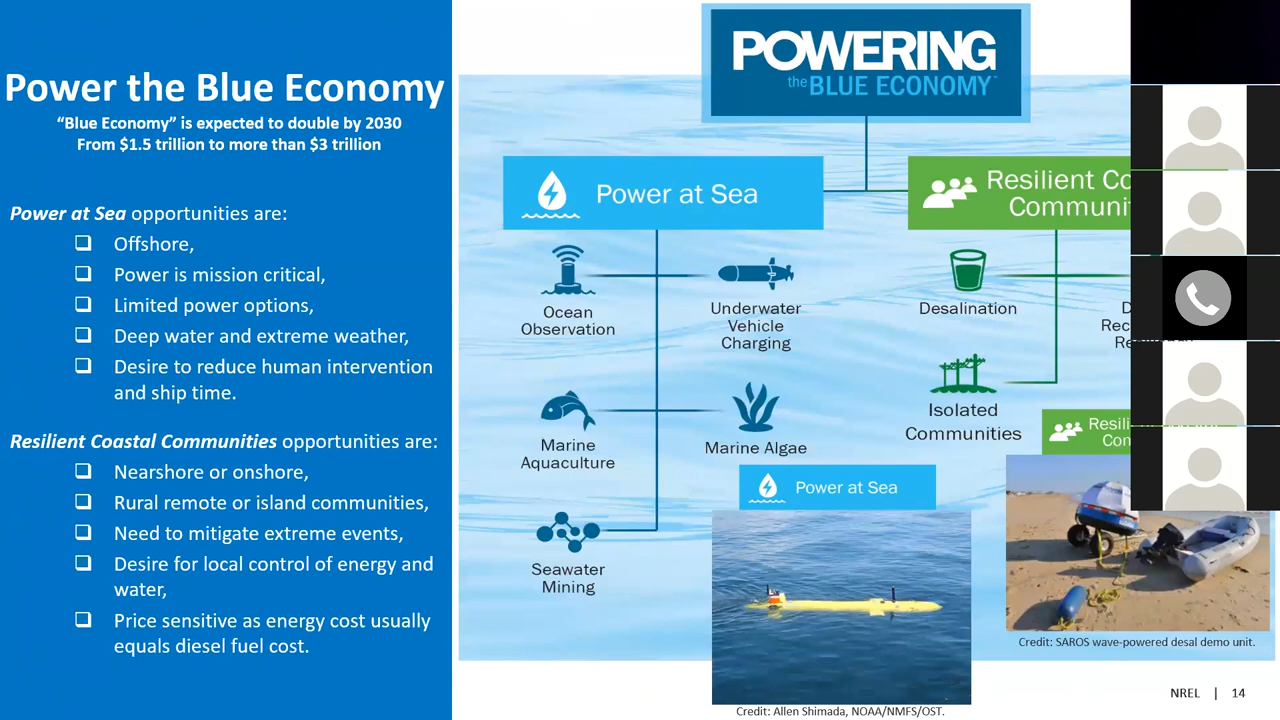 Power the Blue Economy
“Blue Economy” is expected to double by 2030
From $1.5 trillion to more than $3 trillion
Power at Sea opportunities are:
Offshore,
Power is mission critical,
Limited power options,
Deep water and extreme weather,
Desire to reduce human intervention
and ship time.
Resilient Coastal Communities opportunities are:
Nearshore or onshore,
Rural remote or island communities,
Need to mitigate extreme events,
Desire for local control of energy and
water,
Price sensitive as energy cost usually
equals diesel fuel cost.
POWERING
the BLUE ECONOMY™
Power at Sea
Ocean
Observation
Underwater
Vehicle
Charging
Marine
Aquaculture
Marine Algae
Seawater
Mining
Resilient
Desalination
Isolated
Communities
Power at Sea
Credit: Allen Shimada, NOAA/NMFS/OST.
Credit: SAROS wave-powered desal demo unit.
NREL | 14